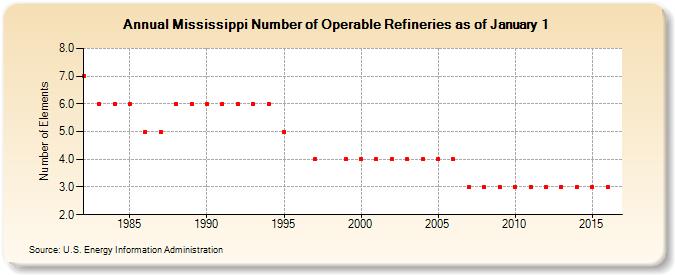 Annual Mississippi Number of Operable Refineries as of January 1
Number of Elements
8.0
7.0
6.0
5.0
4.0
3.0
2.0
1985 1990 1995 2000 2005 2010 2015
Source: U.S. Energy Information Administration